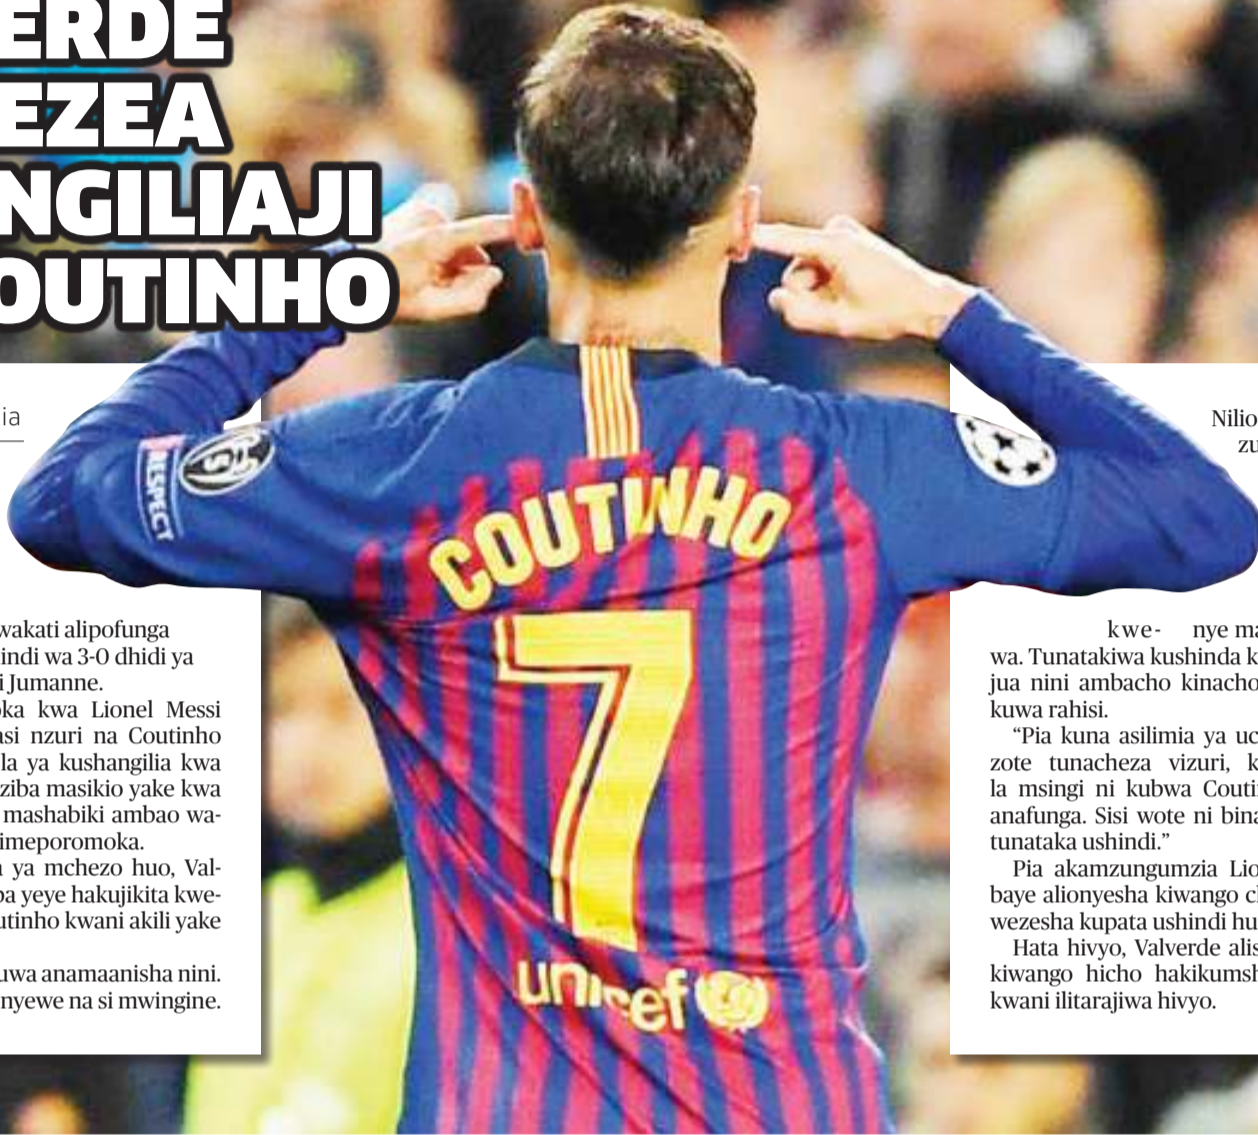 ERDE
EZEA
NGILIAJI
OUTINHO
ia
wakati alipofunga
indi wa 3-0 dhidi ya
i Jumanne.
ka kwa Lionel Messi
asi nzuri na Coutinho
la ya kushangilia kwa
ziba masikio yake kwa
mashabiki ambao wa-
imeporomoka.
a ya mchezo huo, Val-
ba yeye hakujikita kwe-
utinho kwani akili yake
uwa anamaanisha nini.
nyewe na si mwingine.
RESPECT
COUTINHO
7
unicef
Nilio
zu
kwe- nye ma
wa. Tunatakiwa kushinda k
jua nini ambacho kinacho
kuwa rahisi.
“Pia kuna asilimia ya uc
zote tunacheza vizuri, k
la msingi ni kubwa Couti
anafunga. Sisi wote ni bina
tunataka ushindi.”
Pia akamzungumzia Lio
baye alionyesha kiwango c
wezesha kupata ushindi hu
Hata hivyo, Valverde alis
kiwango hicho hakikumsh
kwani ilitarajiwa hivyo.